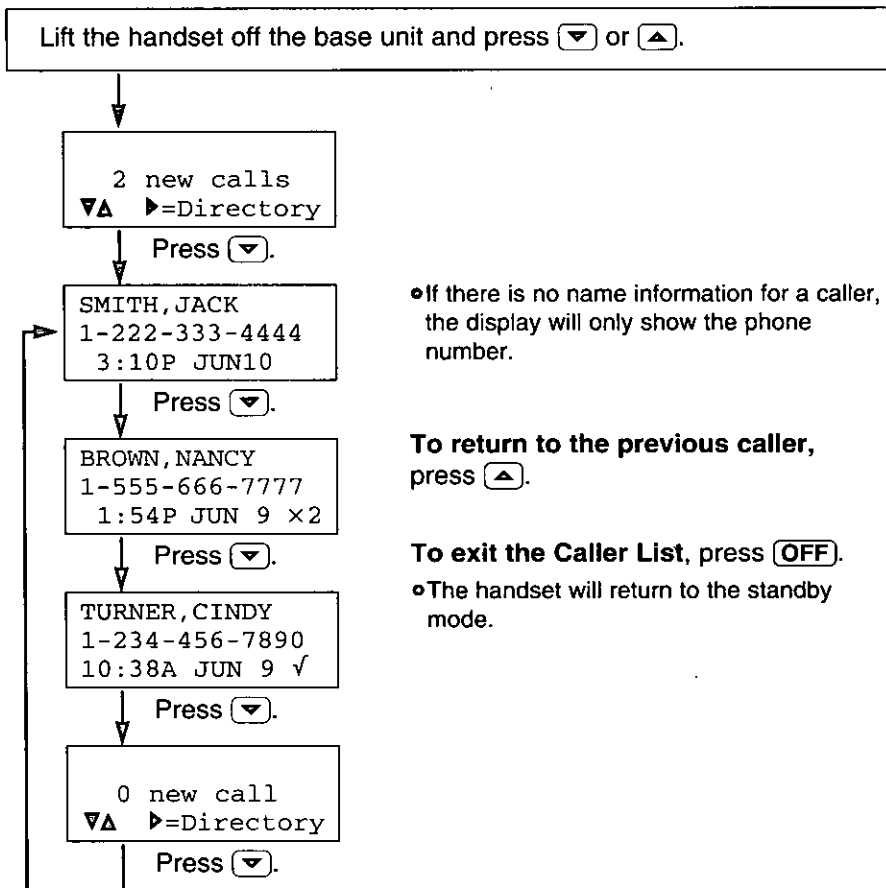 Lift the handset off the base unit and press ▼ or ▲.
2 new calls
▼▲ ▶=Directory
Press ▼.
SMITH,JACK
1-222-333-4444
3:10P JUN10
Press ▼.
BROWN,NANCY
1-555-666-7777
1:54P JUN 9 ×2
Press ▼.
TURNER,CINDY
1-234-456-7890
10:38A JUN 9 √
Press ▼.
0 new call
▼▲ ▶=Directory
Press ▼.
•If there is no name information for a caller,
the display will only show the phone
number.
To return to the previous caller,
press ▲.
To exit the Caller List, press OFF.
•The handset will return to the standby
mode.